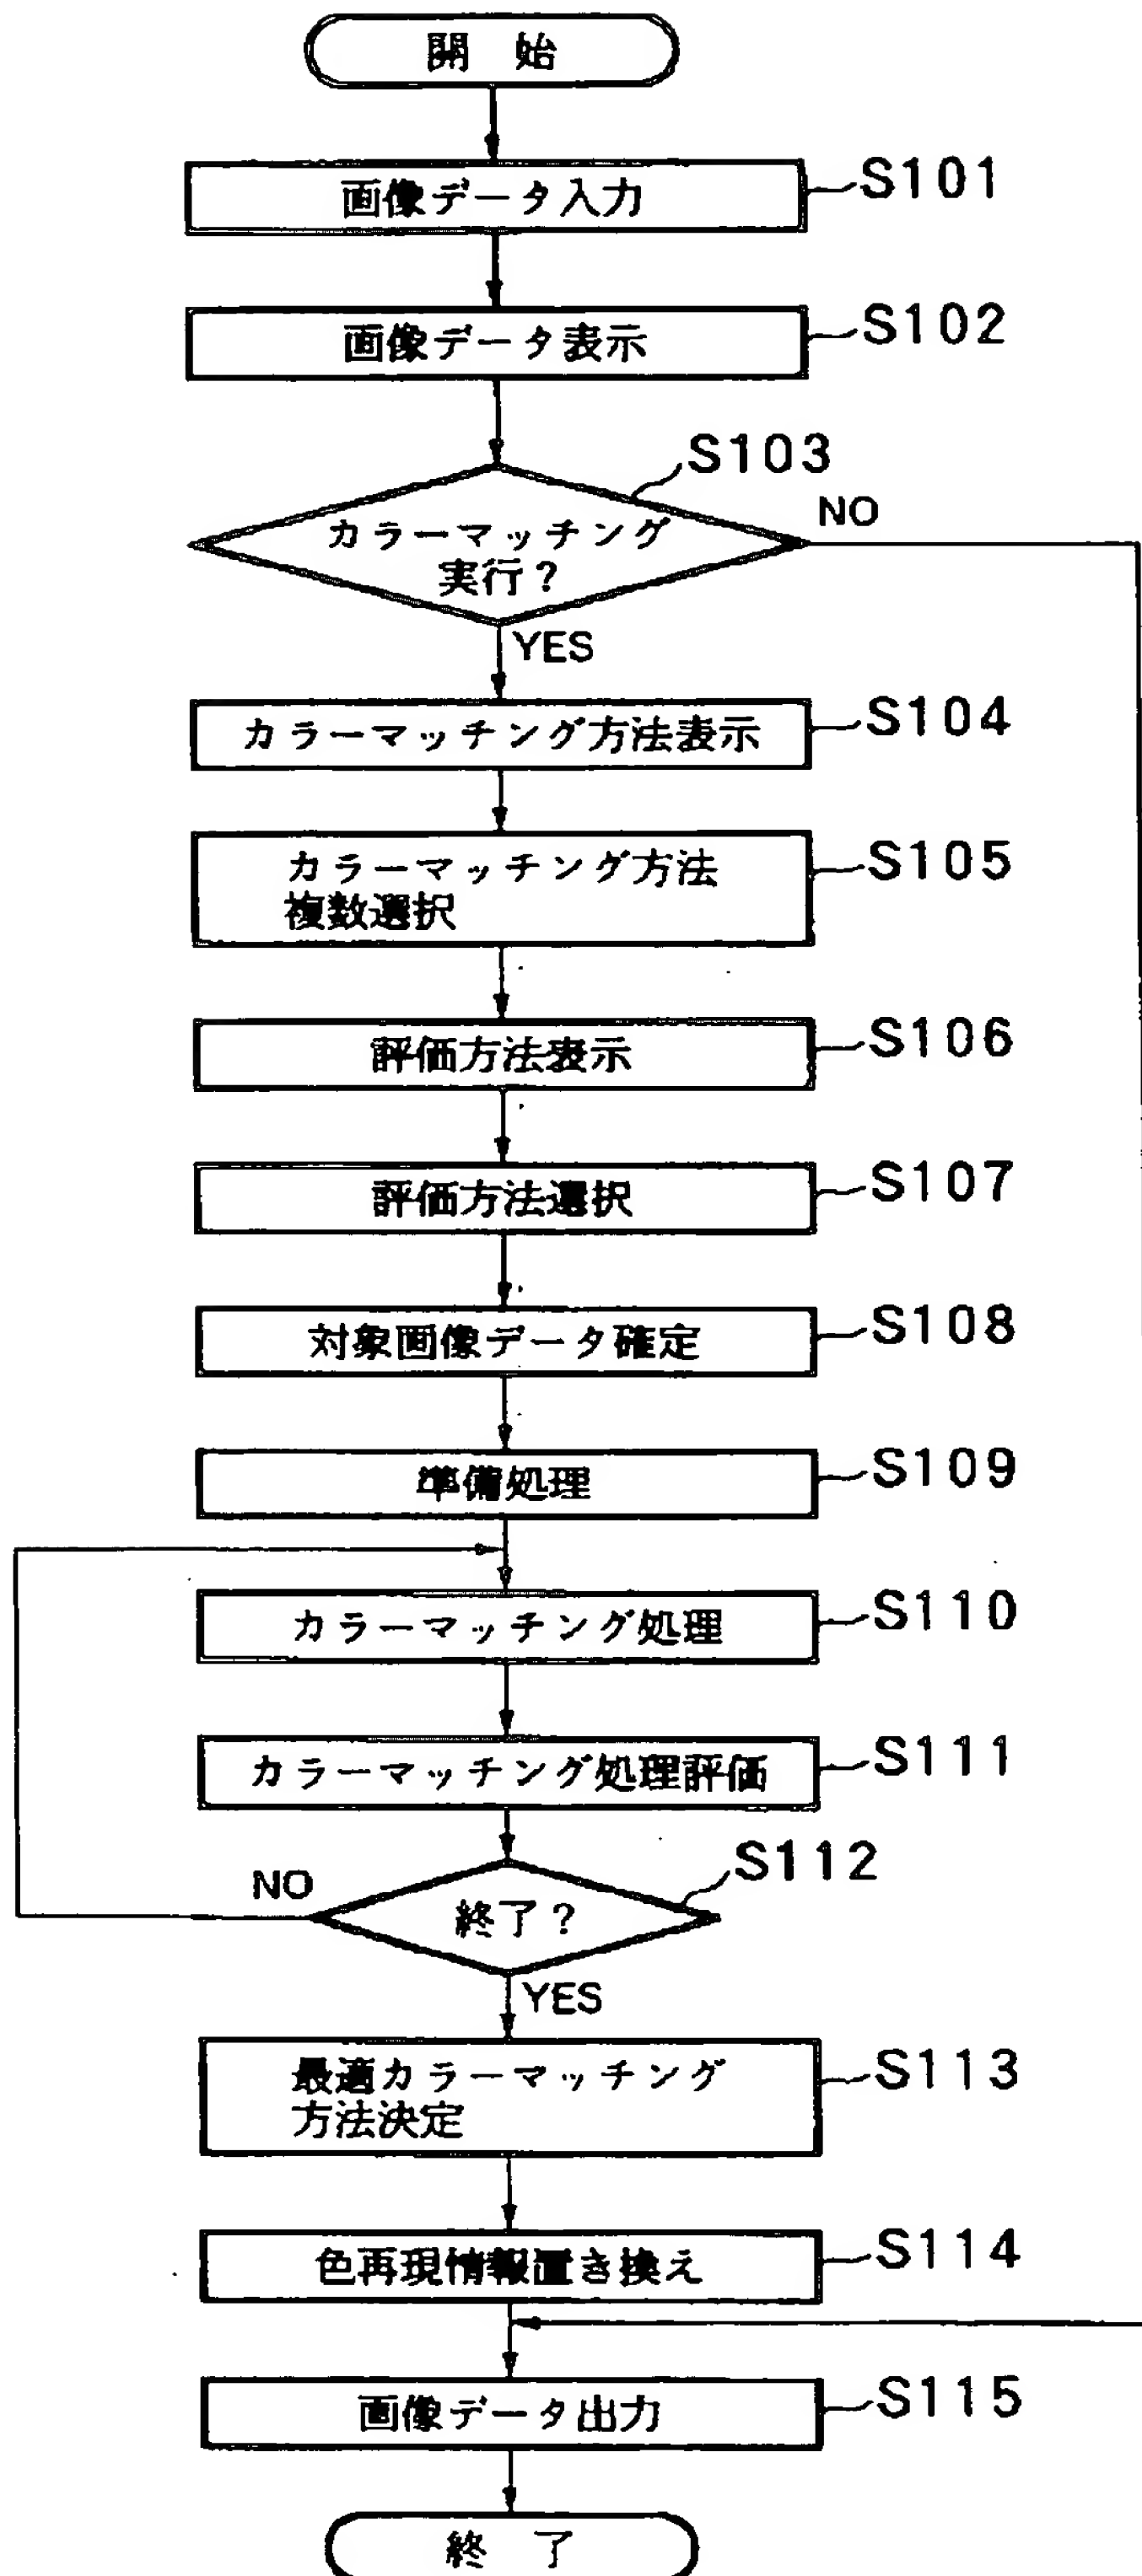 開 始
画像データ入力 S101
画像データ表示 S102
S103
カラーマッチング
実行?
NO
YES
カラーマッチング方法表示 S104
カラーマッチング方法 S105
複数選択
評価方法表示 S106
評価方法選択 S107
対象画像データ確定 S108
準備処理 S109
カラーマッチング処理 S110
カラーマッチング処理評価 S111
S112
NO
終了?
YES
最適カラーマッチング S113
方法決定
色再現情報置き換え S114
画像データ出力 S115
終 了